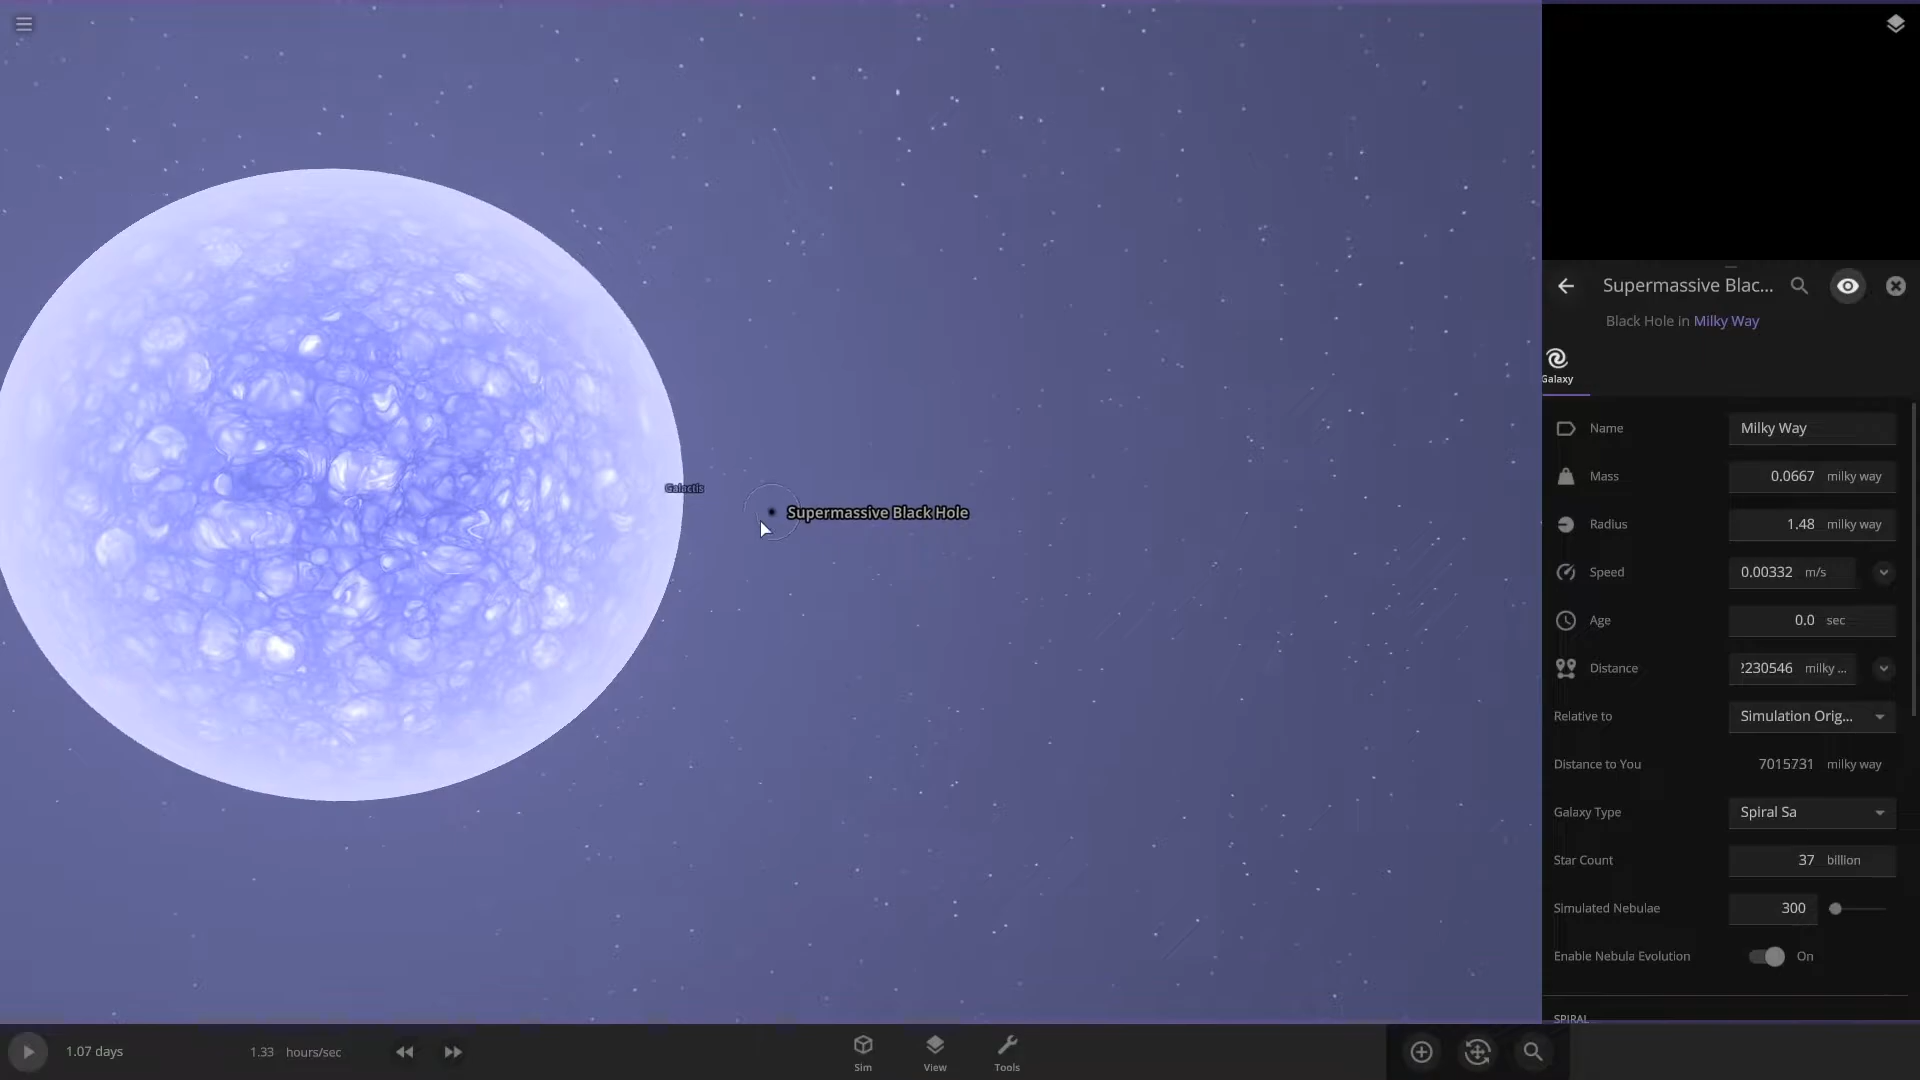 Supermassive Blac...
Black Hole in Milky Way
Galaxy
Name Milky Way
Mass 0.0667 milky way
Radius 1.48 milky way
Speed 0.00332 m/s
Age 0.0 sec
Distance 2230546 milky ...
Relative to Simulation Orig...
Distance to You 7015731 milky way
Galaxy Type Spiral Sa
Star Count 37 billion
Simulated Nebulae 300
Enable Nebula Evolution On
SPIRAL
Galactis
Supermassive Black Hole
1.07 days
1.33 hours/sec
Sim
View
Tools